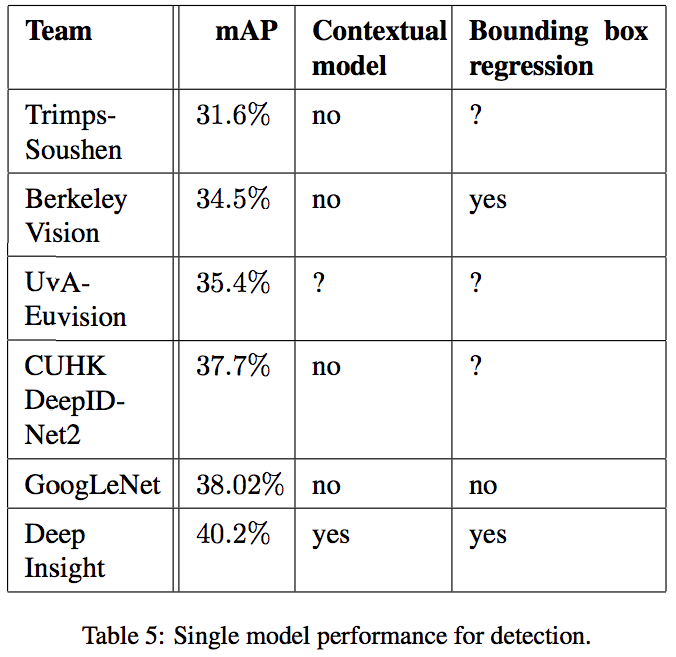 Team mAP Contextual model Bounding box regression
Trimps-Soushen 31.6% no ?
Berkeley Vision 34.5% no yes
UvA-Euvision 35.4% ? ?
CUHK DeepID-Net2 37.7% no ?
GoogLeNet 38.02% no no
Deep Insight 40.2% yes yes
Table 5: Single model performance for detection.